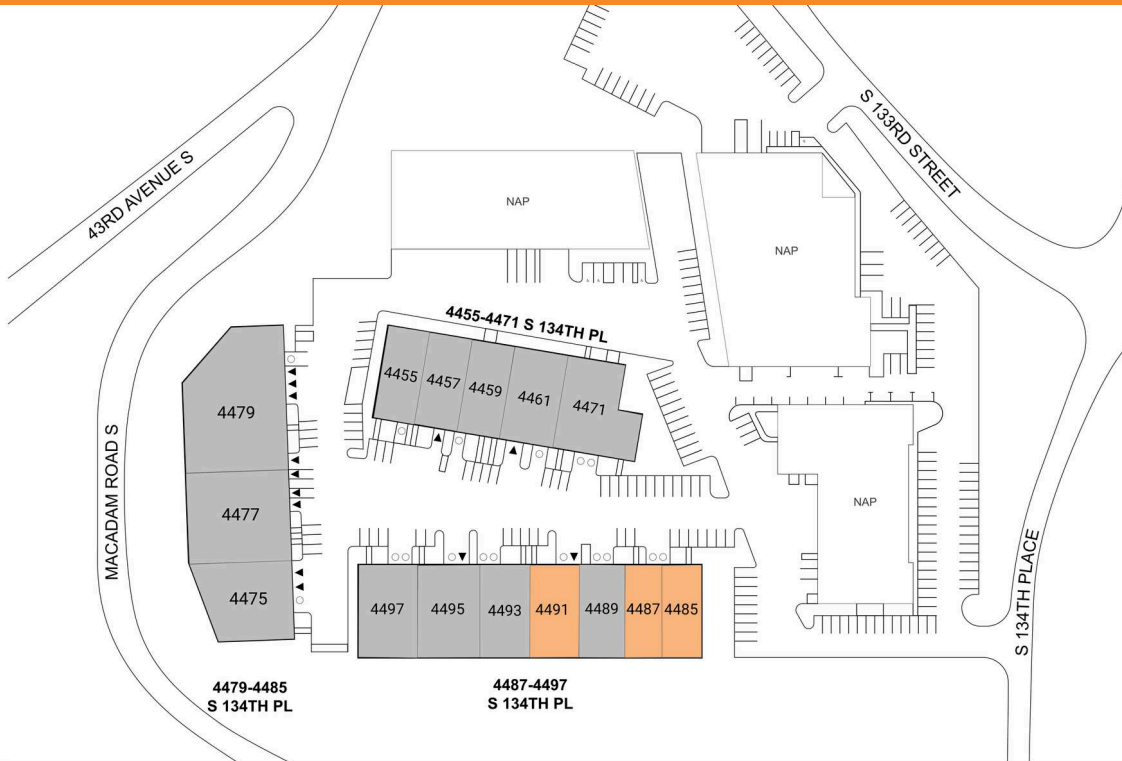 S 133RD STREET
43RD AVENUE S
NAP
NAP
4455-4471 S 134TH PL
4455
4457
4459
4461
4471
4479
4477
4475
MACADAM ROAD S
NAP
S 134TH PLACE
4497
4495
4493
4491
4489
4487
4485
4479-4485
S 134TH PL
4487-4497
S 134TH PL